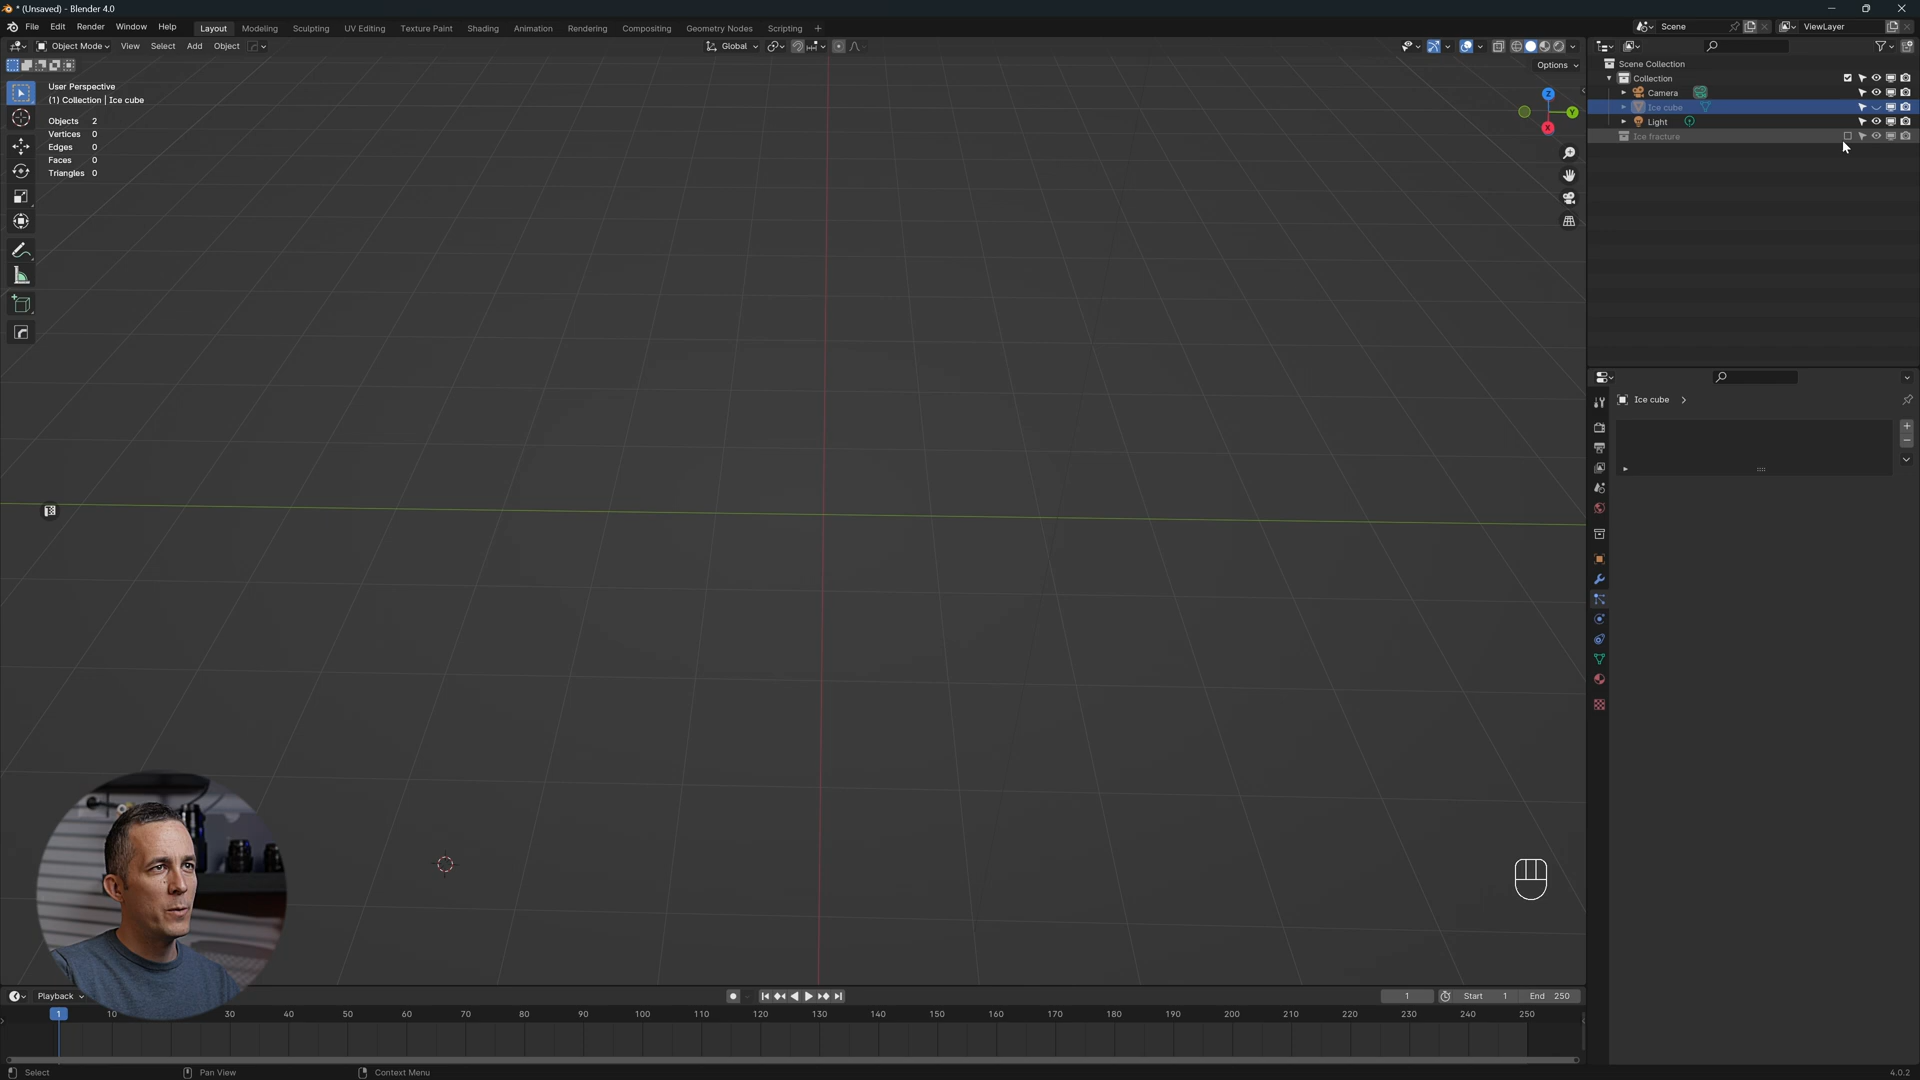 * (Unsaved) - Blender 4.0
File Edit Render Window Help
Layout Modeling Sculpting UV Editing Texture Paint Shading Animation Rendering Compositing Geometry Nodes Scripting +
Scene
ViewLayer
Object Mode View Select Add Object
Global
Options
User Perspective
(1) Collection | Ice cube
Objects 2
Vertices 0
Edges 0
Faces 0
Triangles 0
Z
Y
X
Scene Collection
Collection
Camera
Ice cube
Light
Ice fracture
Ice cube
Playback
1
Start 1
End 250
1 10 30 40 50 60 70 80 90 100 110 120 130 140 150 160 170 180 190 200 210 220 230 240 250
Select
Pan View
Context Menu
4.0.2